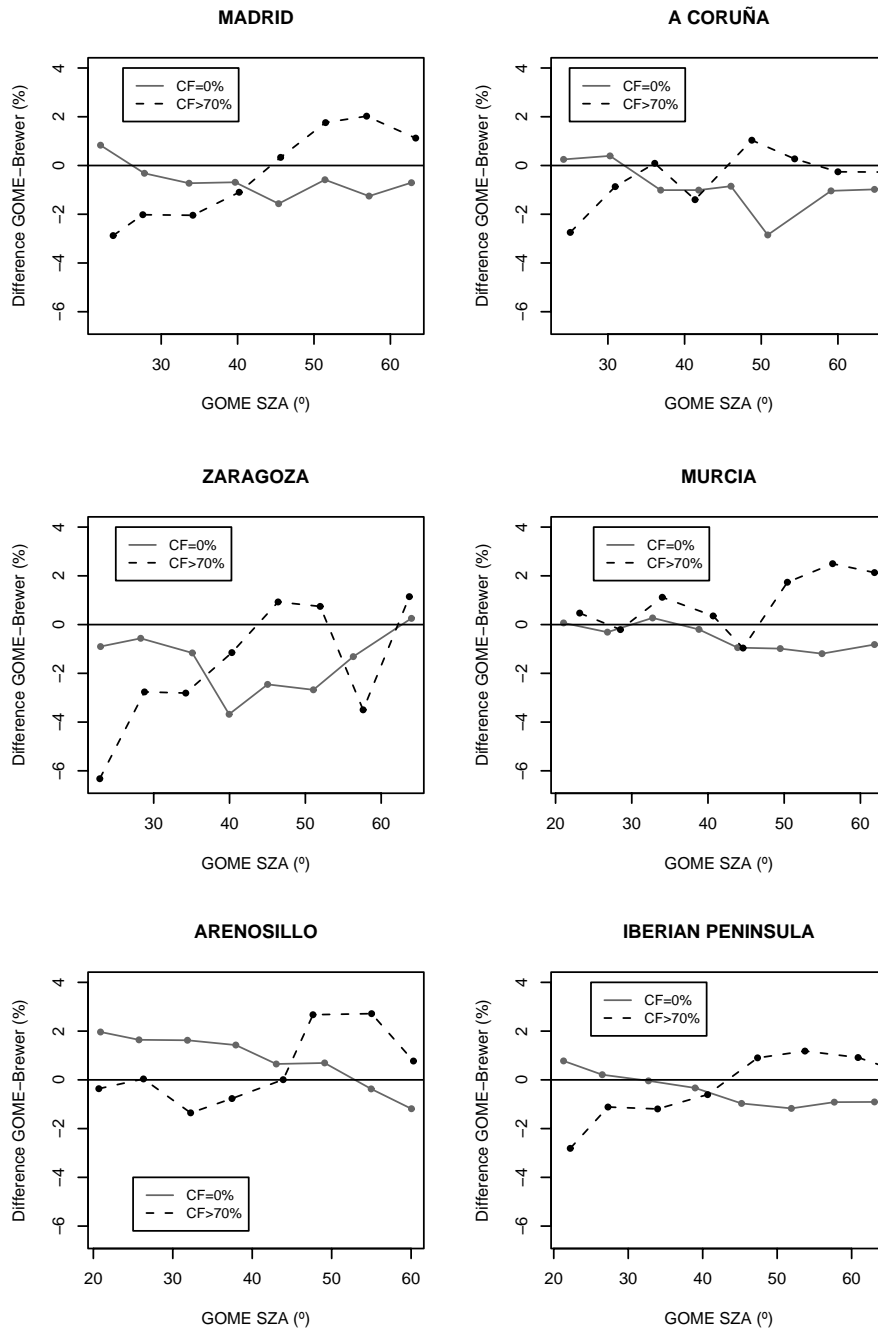 MADRID
Difference GOME−Brewer (%)
4
2
0
−2
−4
−6
CF=0%
CF>70%
30 40 50 60
GOME SZA (º)
A CORUÑA
Difference GOME−Brewer (%)
4
2
0
−2
−4
−6
CF=0%
CF>70%
30 40 50 60
GOME SZA (º)
ZARAGOZA
Difference GOME−Brewer (%)
4
2
0
−2
−4
−6
CF=0%
CF>70%
30 40 50 60
GOME SZA (º)
MURCIA
Difference GOME−Brewer (%)
4
2
0
−2
−4
−6
CF=0%
CF>70%
20 30 40 50 60
GOME SZA (º)
ARENOSILLO
Difference GOME−Brewer (%)
4
2
0
−2
−4
−6
CF=0%
CF>70%
20 30 40 50 60
GOME SZA (º)
IBERIAN PENINSULA
Difference GOME−Brewer (%)
4
2
0
−2
−4
−6
CF=0%
CF>70%
20 30 40 50 60
GOME SZA (º)